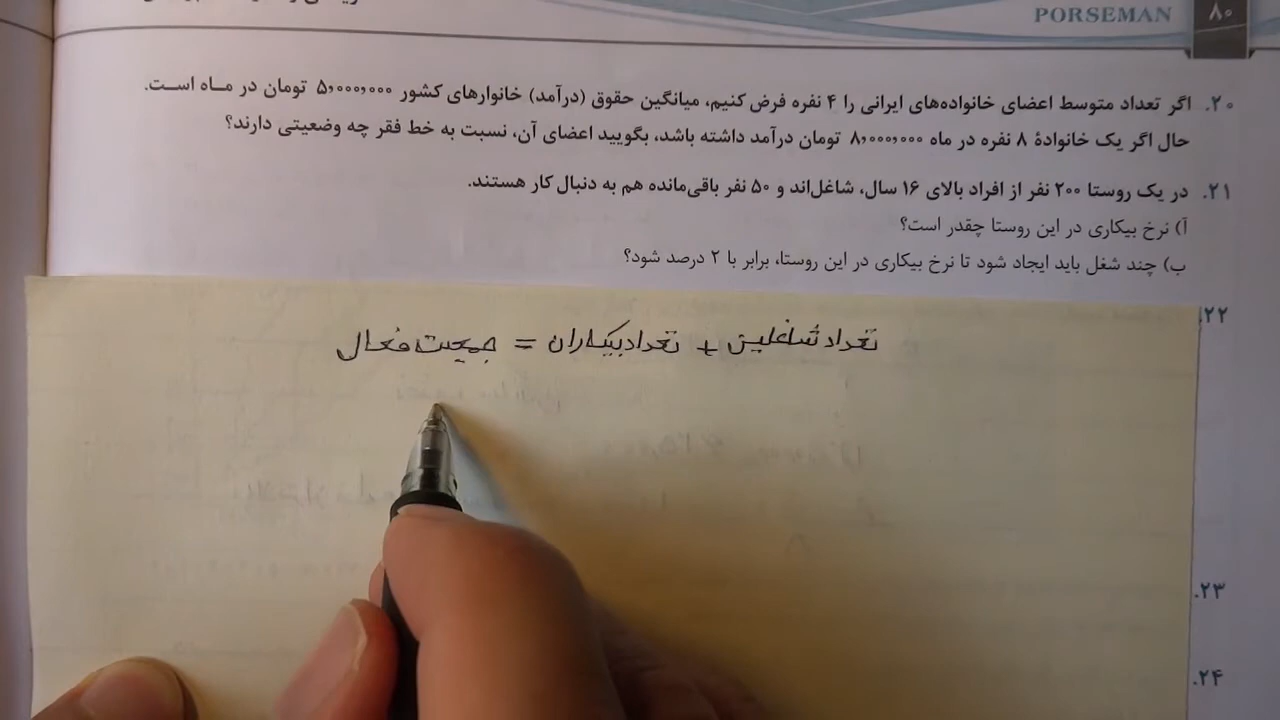 PORSEMAN
۸۰
۲۰. اگر تعداد متوسط اعضای خانواده‌های ایرانی را ۴ نفره فرض کنیم، میانگین حقوق (درآمد) خانوارهای کشور ۵,۰۰۰,۰۰۰ تومان در مـاه اسـت.
حال اگر یک خانوادهٔ ۸ نفره در ماه ۸,۰۰۰,۰۰۰ تومان درآمد داشته باشد، بگویید اعضای آن، نسبت به خط فقر چه وضعیتی دارند؟
۲۱. در یک روستا ۲۰۰ نفر از افراد بالای ۱۶ سال، شاغل‌اند و ۵۰ نفر باقی‌مانده هم به دنبال کار هستند.
آ) نرخ بیکاری در این روستا چقدر است؟
ب) چند شغل باید ایجاد شود تا نرخ بیکاری در این روستا، برابر با ۲ درصد شود؟
۲۲.
تعداد شاغلین + تعداد بیکاران = جمعیت فعال
۲۳.
۲۴.